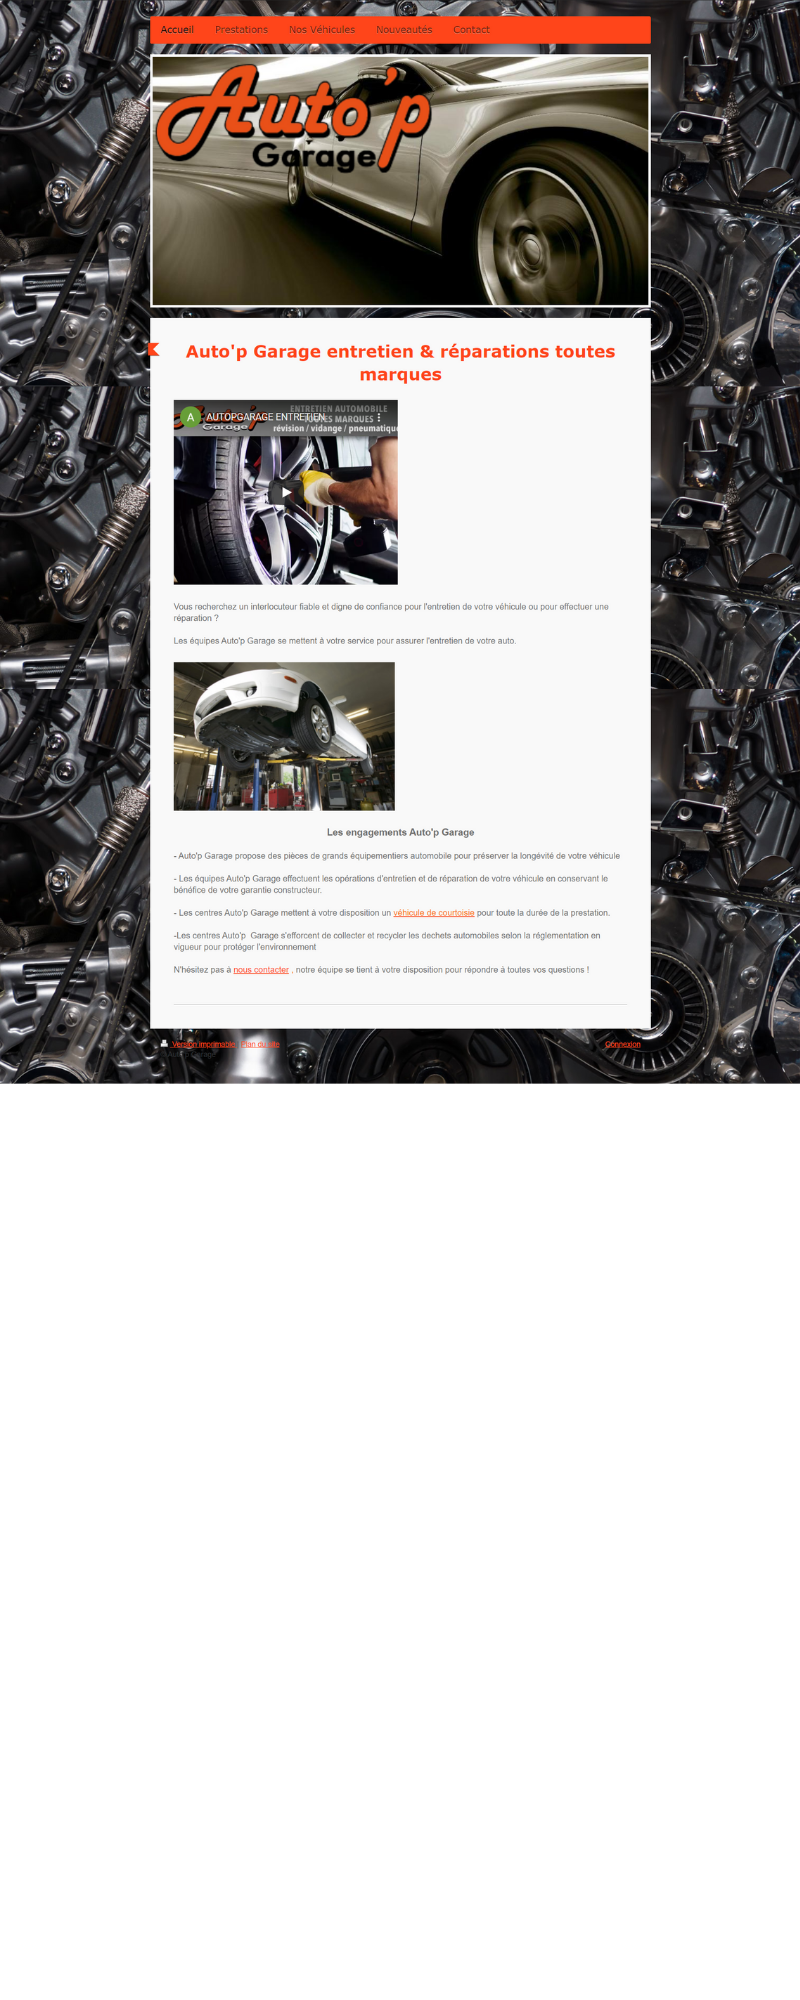 Accueil Prestations Nos Véhicules Nouveautés Contact
Auto'p
Garage
Auto'p Garage entretien & réparations toutes
marques
A AUTOPGARAGE ENTRETIEN
ENTRETIEN AUTOMOBILE
TOUTES MARQUES
Garage révision / vidange / pneumatique
Vous recherchez un interlocuteur fiable et digne de confiance pour l'entretien de votre véhicule ou pour effectuer une
réparation ?
Les équipes Auto'p Garage se mettent à votre service pour assurer l'entretien de votre auto.
Les engagements Auto'p Garage
- Auto'p Garage propose des pièces de grands équipementiers automobile pour préserver la longévité de votre véhicule
- Les équipes Auto'p Garage effectuent les opérations d'entretien et de réparation de votre véhicule en conservant le
bénéfice de votre garantie constructeur.
- Les centres Auto'p Garage mettent à votre disposition un véhicule de courtoisie pour toute la durée de la prestation.
-Les centres Auto'p Garage s'efforcent de collecter et recycler les dechets automobiles selon la réglementation en
vigueur pour protéger l'environnement
N'hésitez pas à nous contacter , notre équipe se tient à votre disposition pour répondre à toutes vos questions !
Version imprimable | Plan du site Connexion
© Auto'p Garage